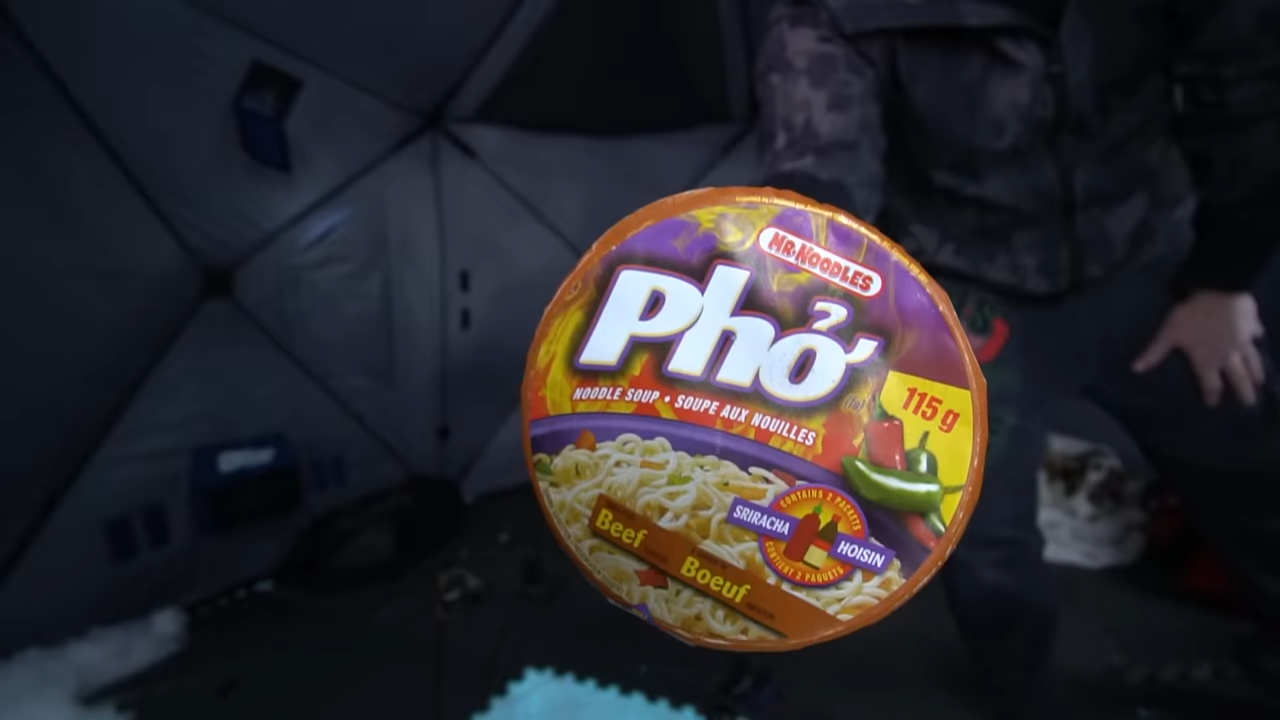 MR. NOODLES
Phở
NOODLE SOUP • SOUPE AUX NOUILLES
115 g
CONTAINS 2 PACKETS
SRIRACHA
HOISIN
CONTIENT 2 PAQUETS
Beef
Boeuf